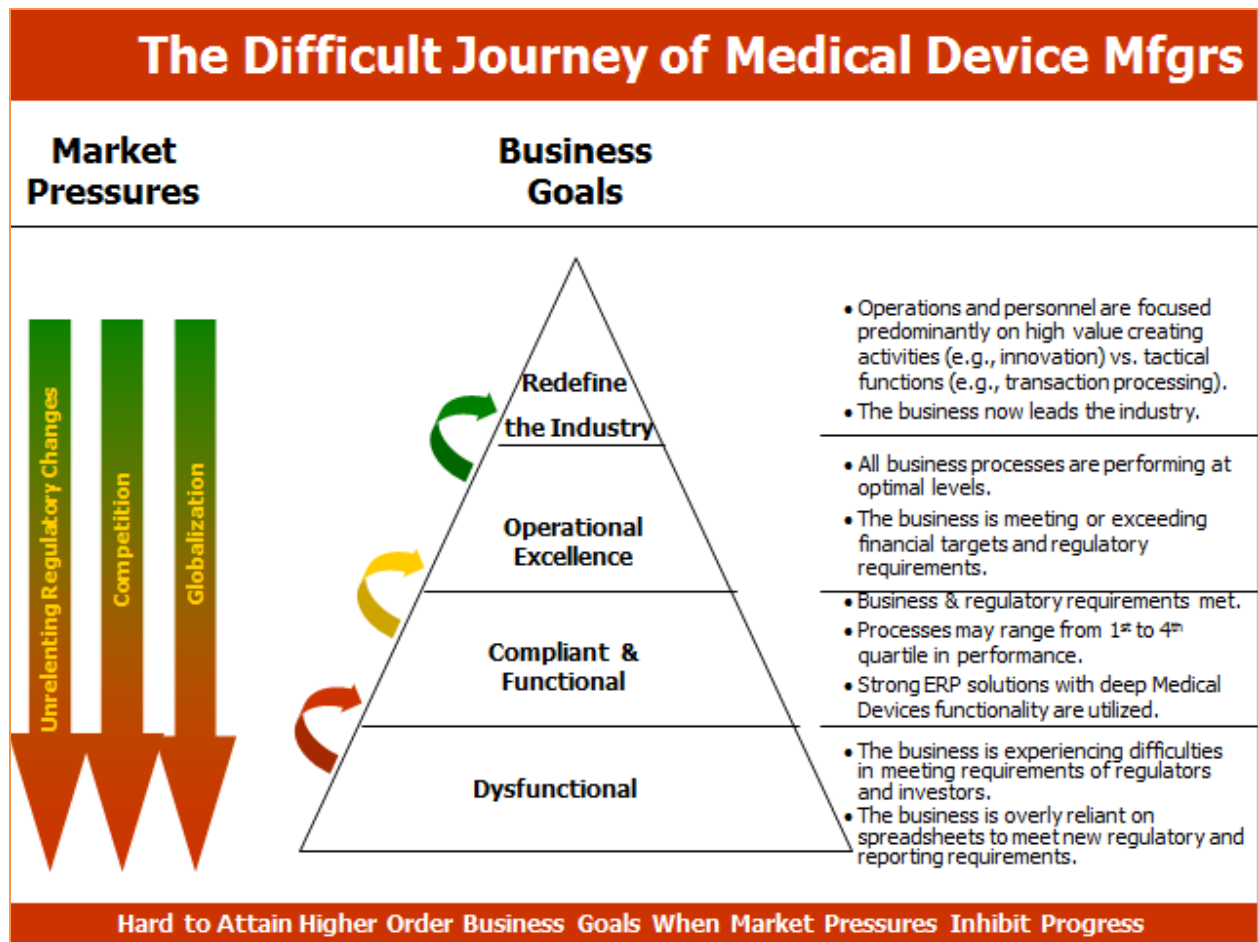 The Difficult Journey of Medical Device Mfgrs
Market
Pressures
Business
Goals
Unrelenting Regulatory Changes
Competition
Globalization
Redefine
the Industry
Operational
Excellence
Compliant &
Functional
Dysfunctional
• Operations and personnel are focused
predominantly on high value creating
activities (e.g., innovation) vs. tactical
functions (e.g., transaction processing).
• The business now leads the industry.
• All business processes are performing at
optimal levels.
• The business is meeting or exceeding
financial targets and regulatory
requirements.
• Business & regulatory requirements met.
• Processes may range from 1st to 4th
quartile in performance.
• Strong ERP solutions with deep Medical
Devices functionality are utilized.
• The business is experiencing difficulties
in meeting requirements of regulators
and investors.
• The business is overly reliant on
spreadsheets to meet new regulatory and
reporting requirements.
Hard to Attain Higher Order Business Goals When Market Pressures Inhibit Progress